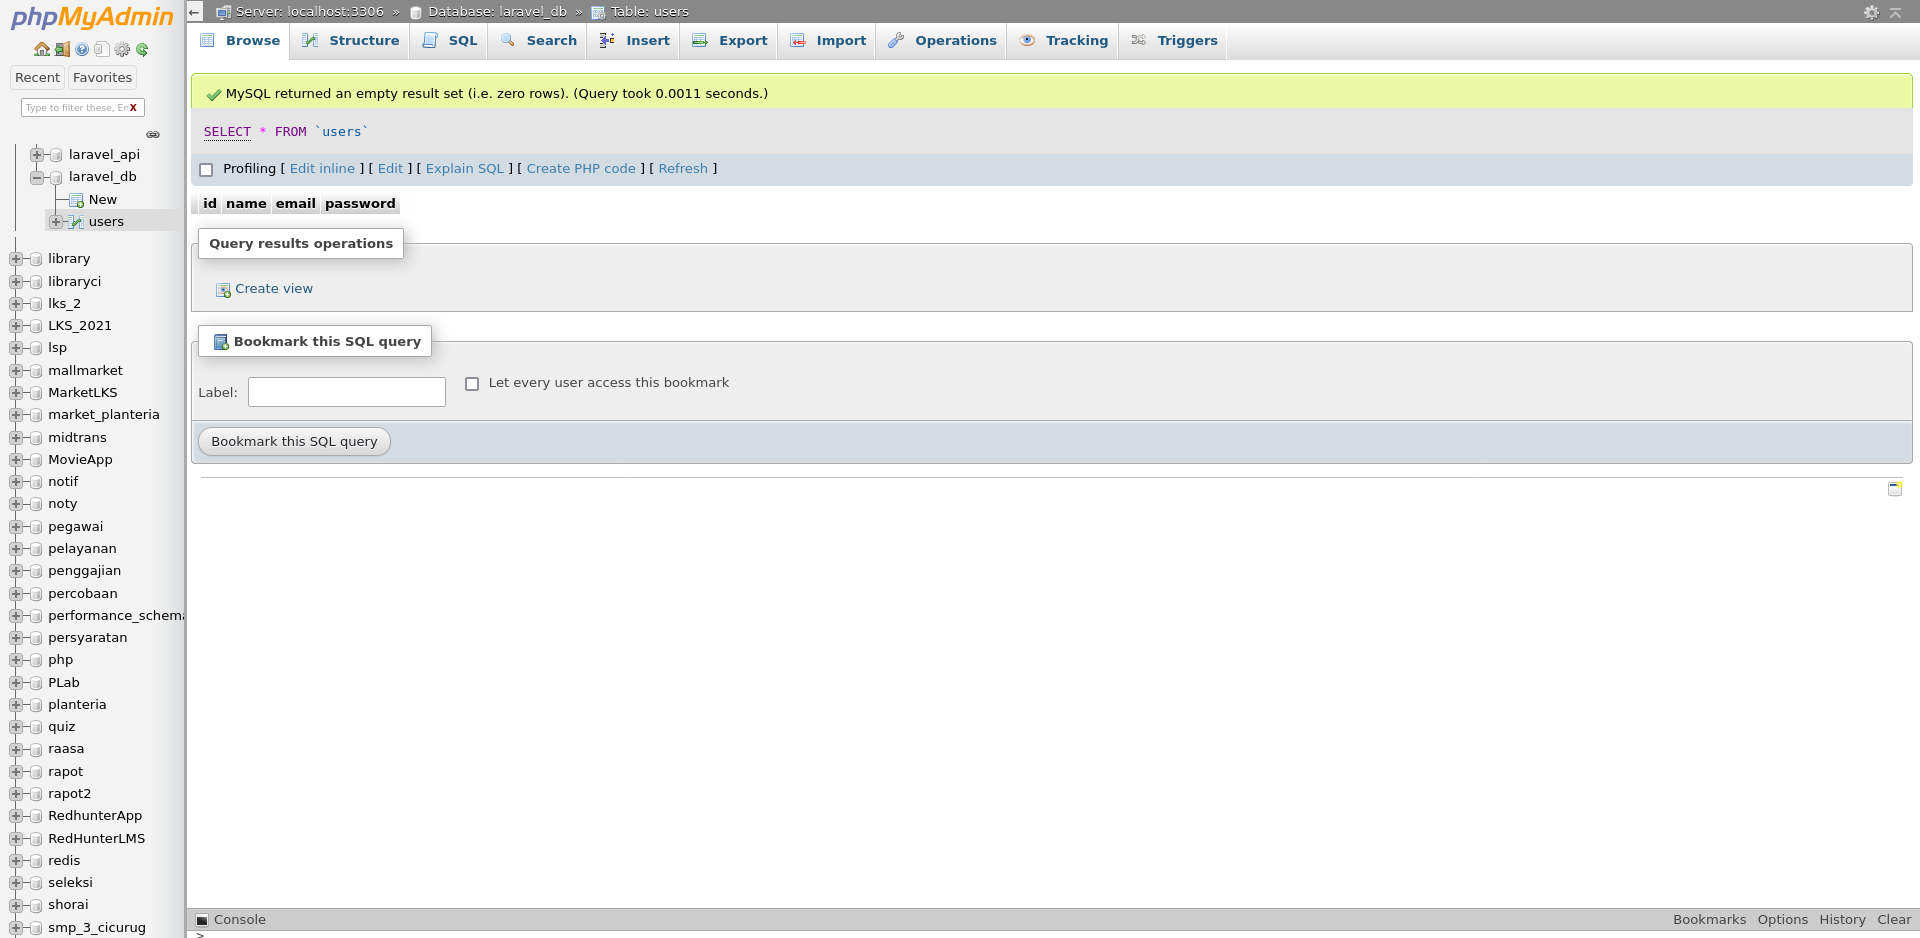 phpMyAdmin
Recent Favorites
Type to filter these, En X
laravel_api
laravel_db
New
users
library
libraryci
lks_2
LKS_2021
lsp
mallmarket
MarketLKS
market_planteria
midtrans
MovieApp
notif
noty
pegawai
pelayanan
penggajian
percobaan
performance_schema
persyaratan
php
PLab
planteria
quiz
raasa
rapot
rapot2
RedhunterApp
RedHunterLMS
redis
seleksi
shorai
smp_3_cicurug
Server: localhost:3306 » Database: laravel_db » Table: users
Browse Structure SQL Search Insert Export Import Operations Tracking Triggers
MySQL returned an empty result set (i.e. zero rows). (Query took 0.0011 seconds.)
SELECT * FROM `users`
Profiling [ Edit inline ] [ Edit ] [ Explain SQL ] [ Create PHP code ] [ Refresh ]
id name email password
Query results operations
Create view
Bookmark this SQL query
Label: Let every user access this bookmark
Bookmark this SQL query
Console Bookmarks Options History Clear
>